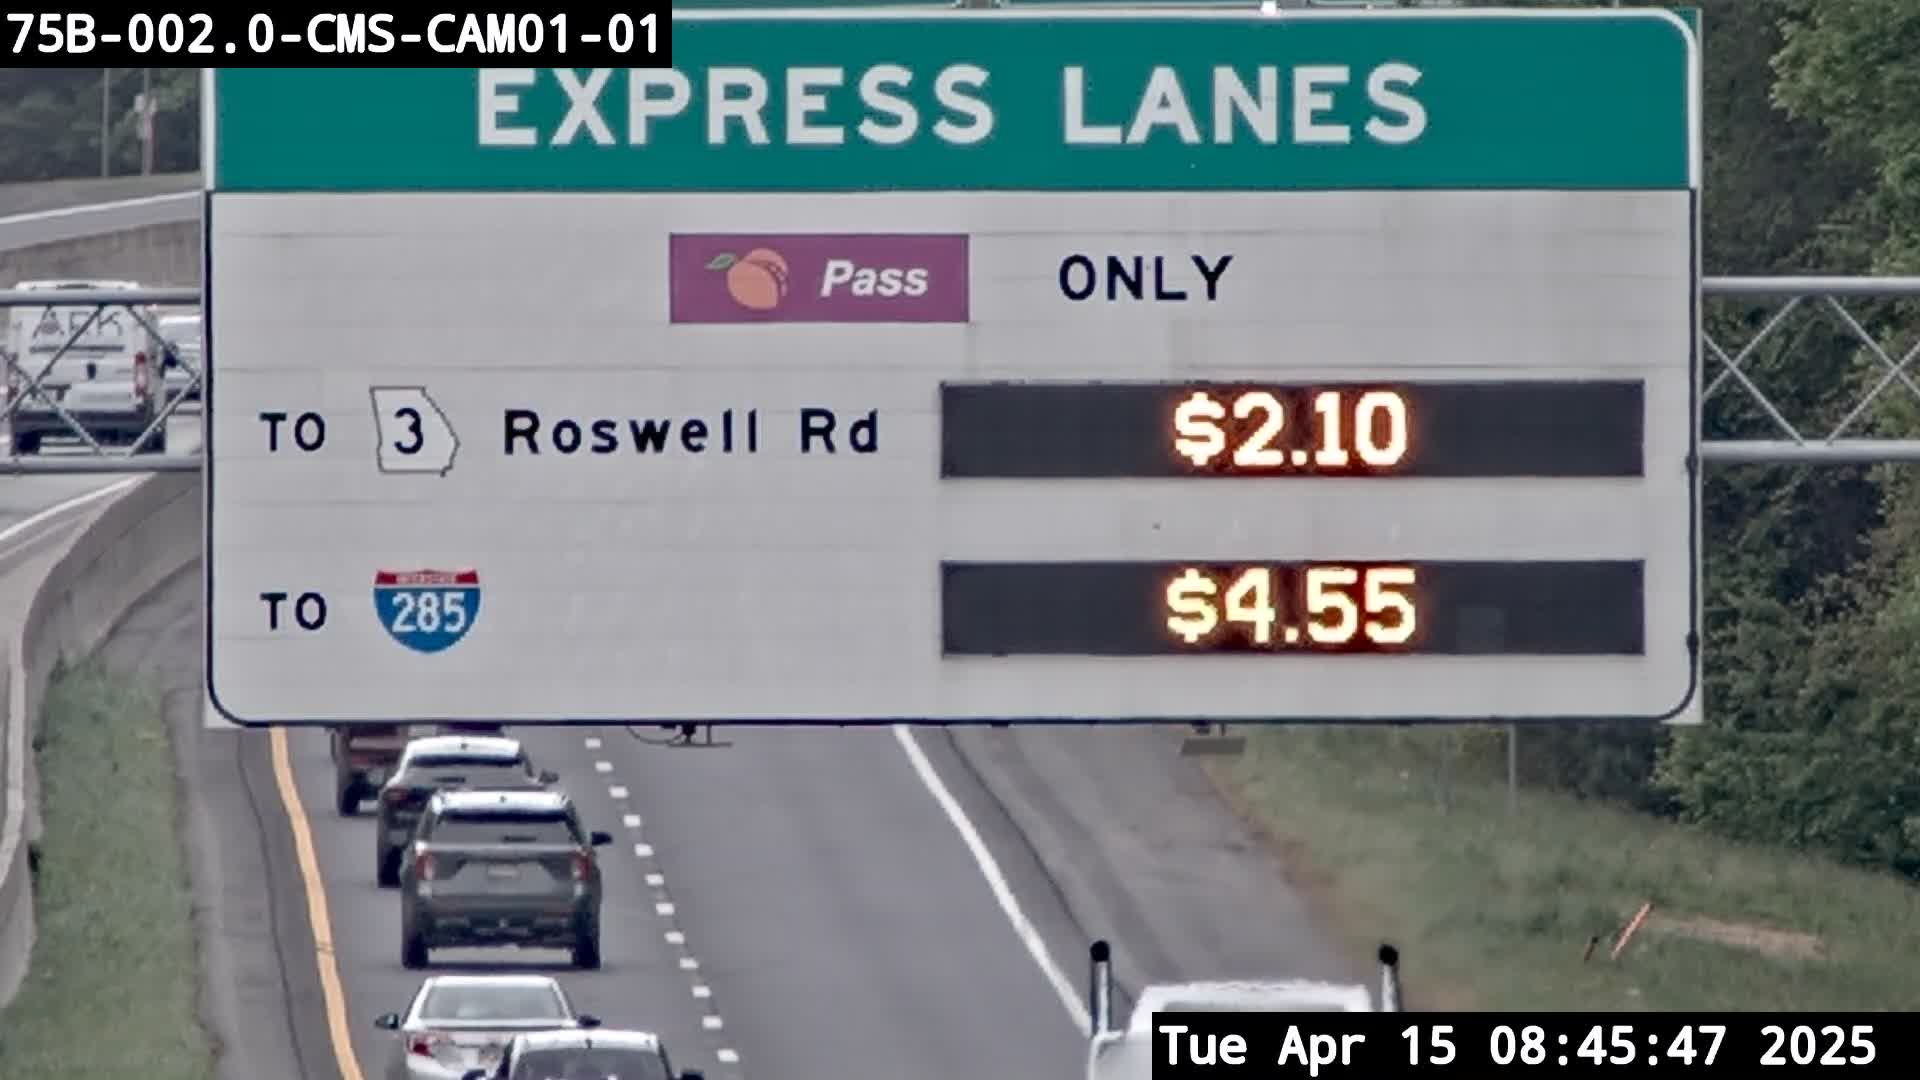 75B-002.0-CMS-CAM01-01
EXPRESS LANES
Pass ONLY
ARK
TO 3 Roswell Rd $2.10
TO 285 $4.55
Tue Apr 15 08:45:47 2025